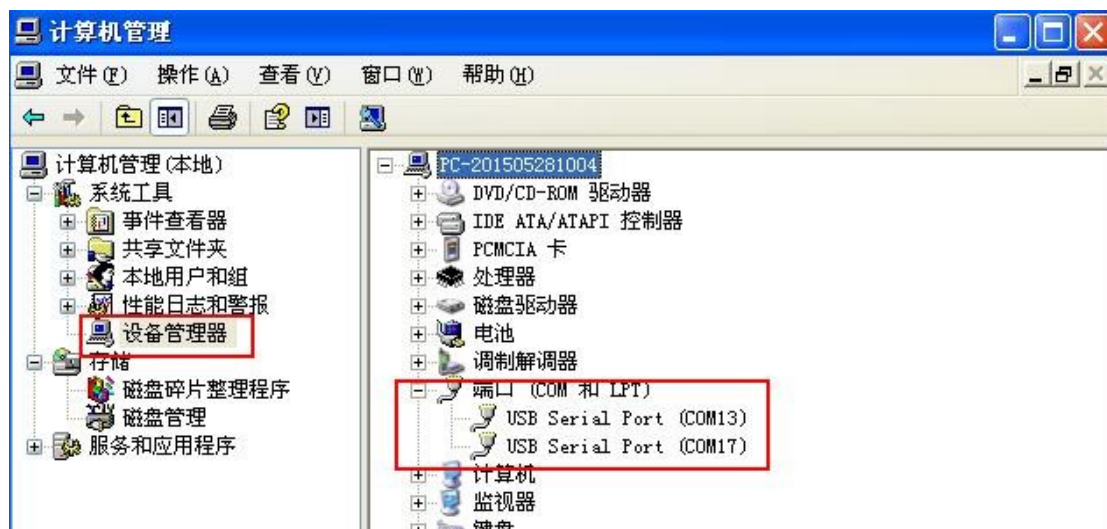 计算机管理
文件(F) 操作(A) 查看(V) 窗口(W) 帮助(H)
计算机管理(本地)
系统工具
事件查看器
共享文件夹
本地用户和组
性能日志和警报
设备管理器
存储
磁盘碎片整理程序
磁盘管理
服务和应用程序
PC-201505281004
DVD/CD-ROM 驱动器
IDE ATA/ATAPI 控制器
PCMCIA 卡
处理器
磁盘驱动器
电池
调制解调器
端口 (COM 和 LPT)
USB Serial Port (COM13)
USB Serial Port (COM17)
计算机
监视器
键盘